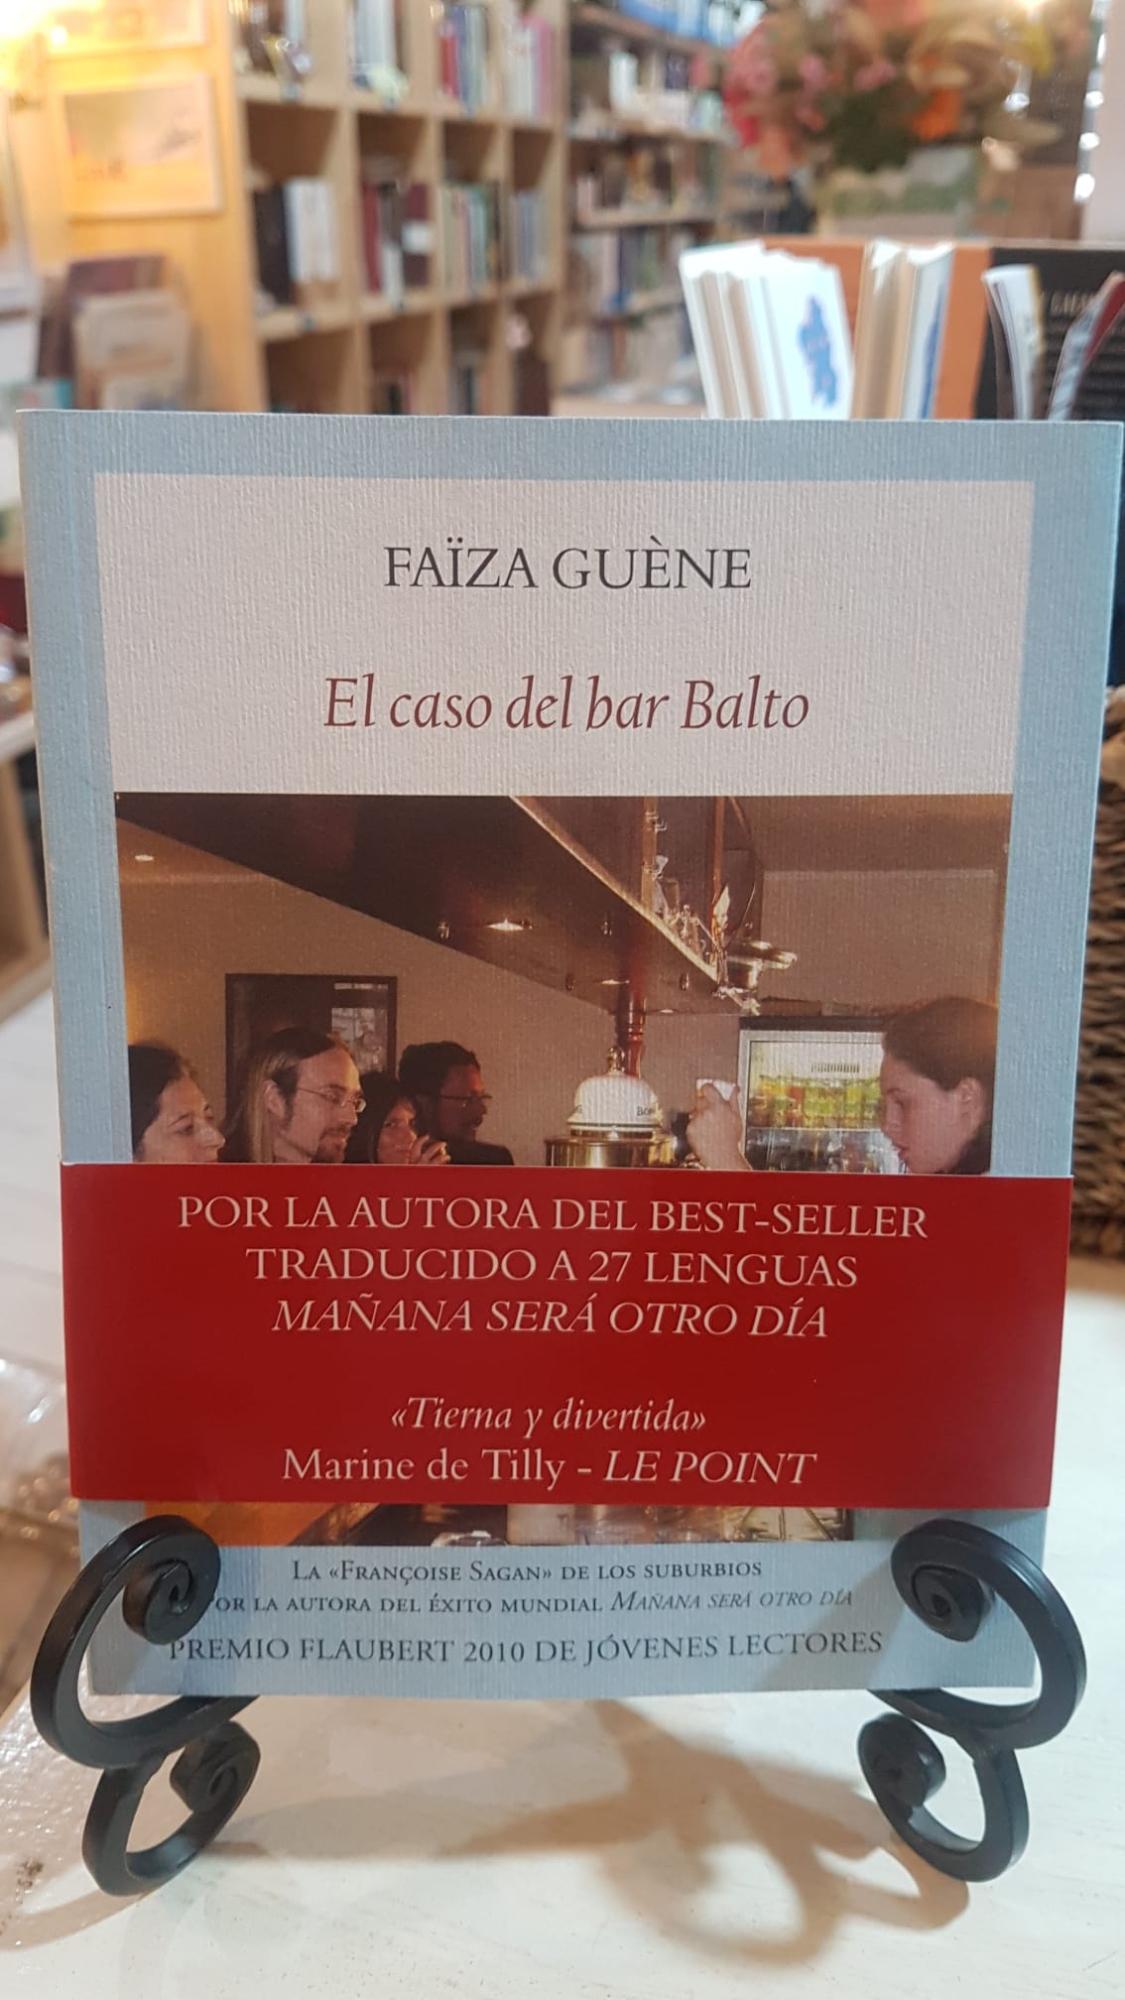 FAÏZA GUÈNE
El caso del bar Balto
POR LA AUTORA DEL BEST-SELLER
TRADUCIDO A 27 LENGUAS
MAÑANA SERÁ OTRO DÍA
«Tierna y divertida»
Marine de Tilly - LE POINT
LA «FRANÇOISE SAGAN» DE LOS SUBURBIOS
OR LA AUTORA DEL ÉXITO MUNDIAL MAÑANA SERÁ OTRO DÍA
PREMIO FLAUBERT 2010 DE JÓVENES LECTORES